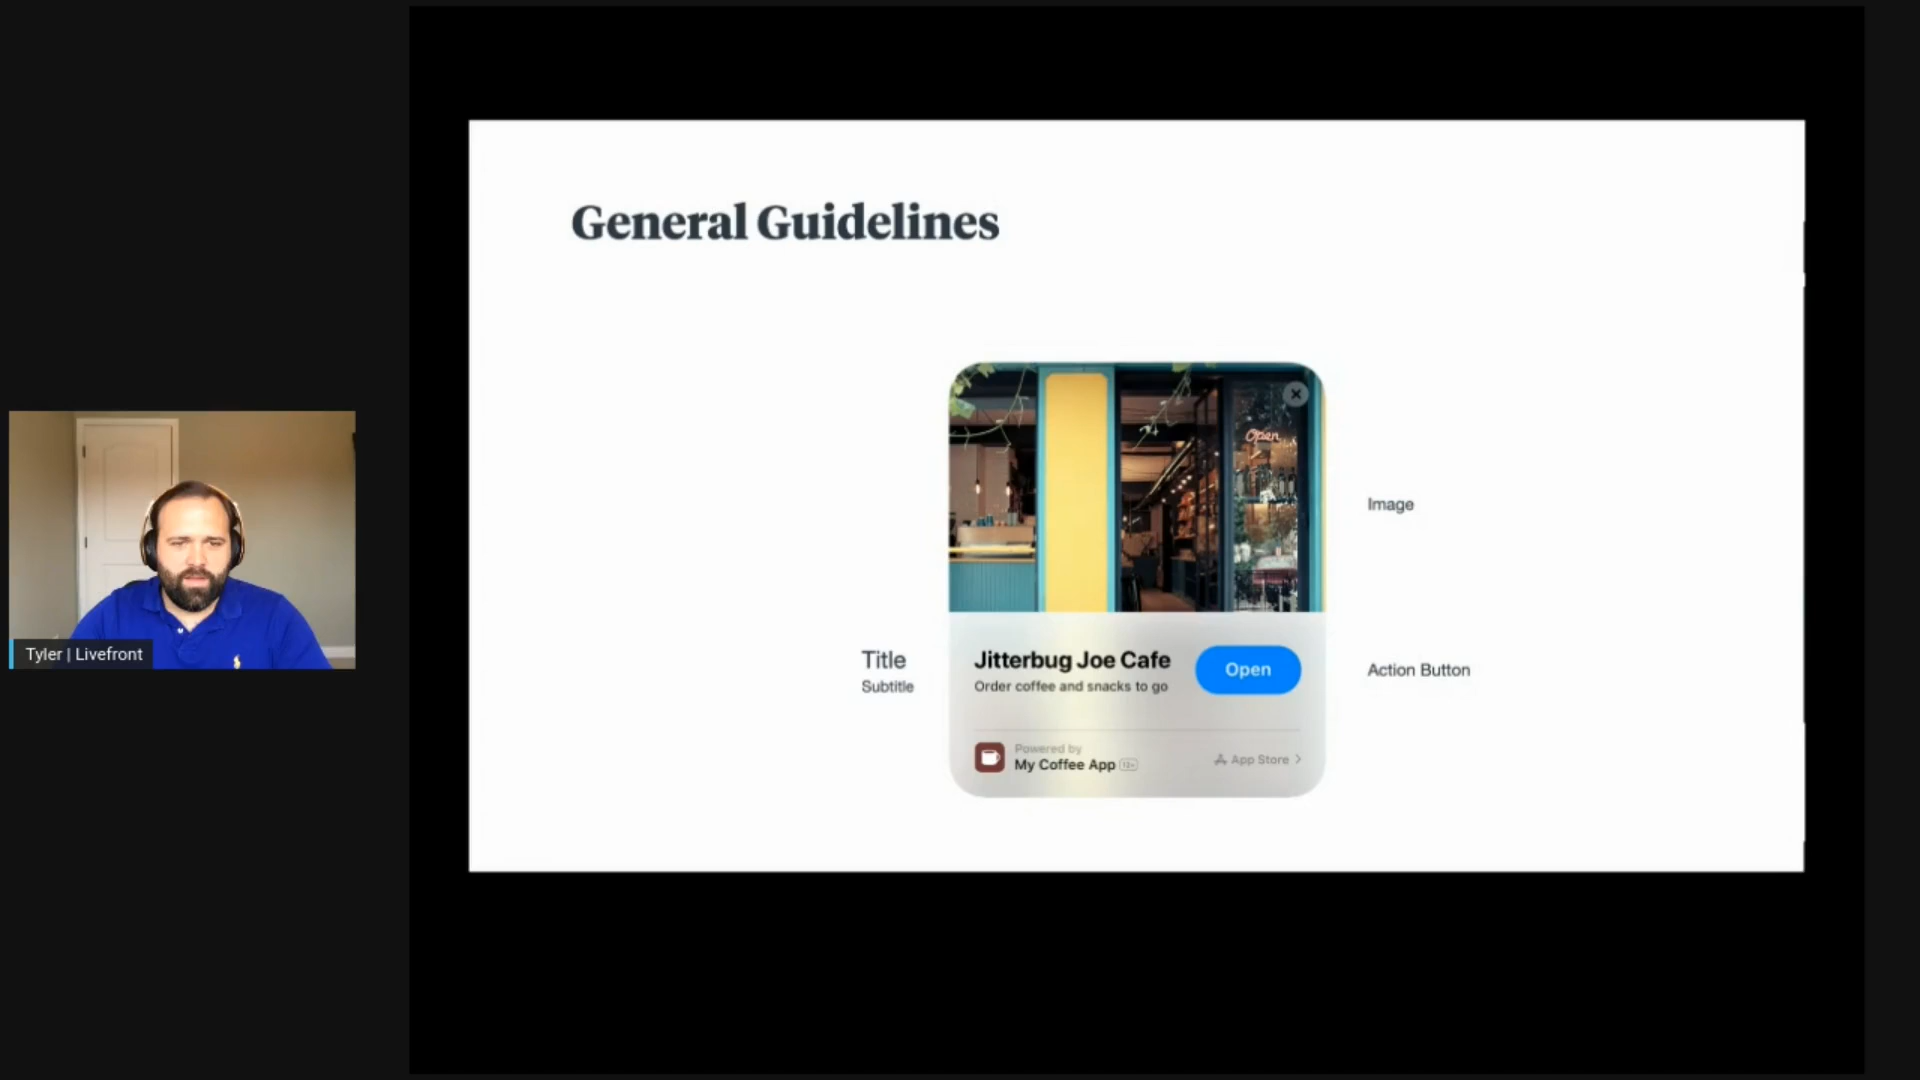 General Guidelines
Open
Image
Title
Subtitle
Jitterbug Joe Cafe
Order coffee and snacks to go
Open
Action Button
Powered by
My Coffee App 12+
App Store
Tyler | Livefront